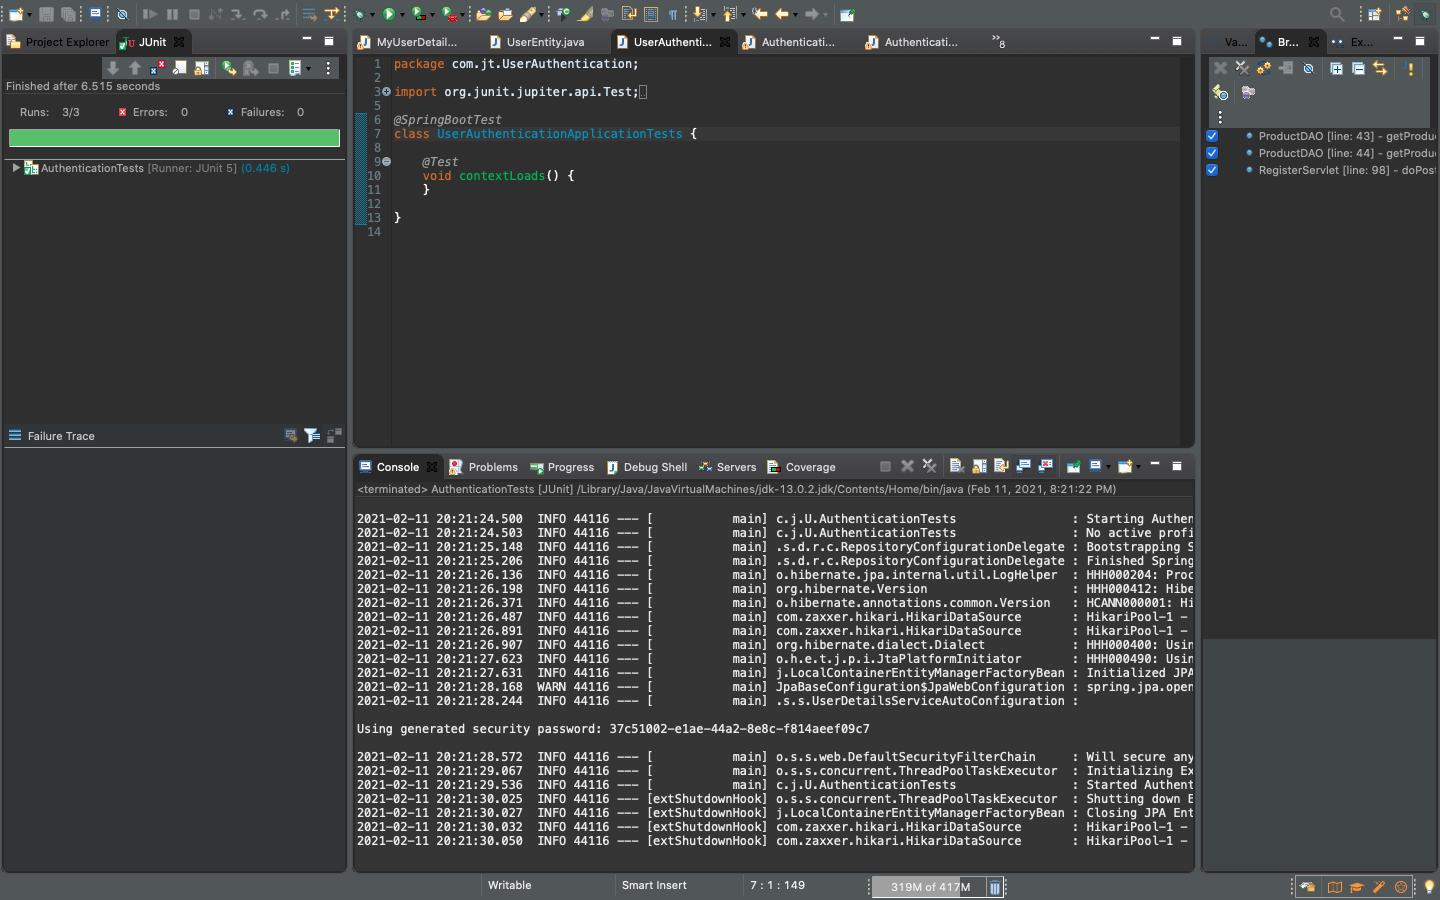 Project Explorer
JUnit
Finished after 6.515 seconds
Runs: 3/3
Errors: 0
Failures: 0
AuthenticationTests [Runner: JUnit 5] (0.446 s)
Failure Trace
MyUserDetail...
UserEntity.java
UserAuthenti...
Authenticati...
Authenticati...
»8
1 package com.jt.UserAuthentication;
2
3 import org.junit.jupiter.api.Test;
5
6 @SpringBootTest
7 class UserAuthenticationApplicationTests {
8
9 @Test
10 void contextLoads() {
11 }
12
13 }
14
Va...
Br...
Ex...
ProductDAO [line: 43] - getProdu
ProductDAO [line: 44] - getProdu
RegisterServlet [line: 98] - doPost
Console
Problems
Progress
Debug Shell
Servers
Coverage
<terminated> AuthenticationTests [JUnit] /Library/Java/JavaVirtualMachines/jdk-13.0.2.jdk/Contents/Home/bin/java (Feb 11, 2021, 8:21:22 PM)
2021-02-11 20:21:24.500 INFO 44116 --- [ main] c.j.U.AuthenticationTests : Starting Authen
2021-02-11 20:21:24.503 INFO 44116 --- [ main] c.j.U.AuthenticationTests : No active profi
2021-02-11 20:21:25.148 INFO 44116 --- [ main] .s.d.r.c.RepositoryConfigurationDelegate : Bootstrapping S
2021-02-11 20:21:25.206 INFO 44116 --- [ main] .s.d.r.c.RepositoryConfigurationDelegate : Finished Spring
2021-02-11 20:21:26.136 INFO 44116 --- [ main] o.hibernate.jpa.internal.util.LogHelper : HHH000204: Proc
2021-02-11 20:21:26.198 INFO 44116 --- [ main] org.hibernate.Version : HHH000412: Hibe
2021-02-11 20:21:26.371 INFO 44116 --- [ main] o.hibernate.annotations.common.Version : HCANN000001: Hi
2021-02-11 20:21:26.487 INFO 44116 --- [ main] com.zaxxer.hikari.HikariDataSource : HikariPool-1 -
2021-02-11 20:21:26.891 INFO 44116 --- [ main] com.zaxxer.hikari.HikariDataSource : HikariPool-1 -
2021-02-11 20:21:26.907 INFO 44116 --- [ main] org.hibernate.dialect.Dialect : HHH000400: Usin
2021-02-11 20:21:27.623 INFO 44116 --- [ main] o.h.e.t.j.p.i.JtaPlatformInitiator : HHH000490: Usin
2021-02-11 20:21:27.631 INFO 44116 --- [ main] j.LocalContainerEntityManagerFactoryBean : Initialized JPA
2021-02-11 20:21:28.168 WARN 44116 --- [ main] JpaBaseConfiguration$JpaWebConfiguration : spring.jpa.open
2021-02-11 20:21:28.244 INFO 44116 --- [ main] .s.s.UserDetailsServiceAutoConfiguration :
Using generated security password: 37c51002-e1ae-44a2-8e8c-f814aeef09c7
2021-02-11 20:21:28.572 INFO 44116 --- [ main] o.s.s.web.DefaultSecurityFilterChain : Will secure any
2021-02-11 20:21:29.067 INFO 44116 --- [ main] o.s.s.concurrent.ThreadPoolTaskExecutor : Initializing Ex
2021-02-11 20:21:29.536 INFO 44116 --- [ main] c.j.U.AuthenticationTests : Started Authent
2021-02-11 20:21:30.025 INFO 44116 --- [extShutdownHook] o.s.s.concurrent.ThreadPoolTaskExecutor : Shutting down E
2021-02-11 20:21:30.027 INFO 44116 --- [extShutdownHook] j.LocalContainerEntityManagerFactoryBean : Closing JPA Ent
2021-02-11 20:21:30.032 INFO 44116 --- [extShutdownHook] com.zaxxer.hikari.HikariDataSource : HikariPool-1 -
2021-02-11 20:21:30.050 INFO 44116 --- [extShutdownHook] com.zaxxer.hikari.HikariDataSource : HikariPool-1 -
Writable
Smart Insert
7 : 1 : 149
319M of 417M